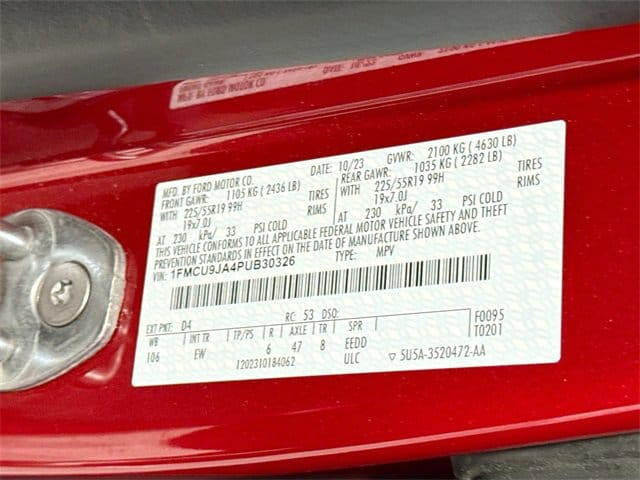 MFD. BY FORD MOTOR CO.
DATE: 10/23 GVWR: 2100 KG ( 4630 LB)
FRONT GAWR: 1105 KG ( 2436 LB) REAR GAWR: 1035 KG ( 2282 LB)
WITH 225/55R19 99H TIRES WITH 225/55R19 99H TIRES
19x7.0J RIMS 19x7.0J RIMS
AT 230 kPa/ 33 PSI COLD AT 230 kPa/ 33 PSI COLD
THIS VEHICLE CONFORMS TO ALL APPLICABLE FEDERAL MOTOR VEHICLE SAFETY AND THEFT
PREVENTION STANDARDS IN EFFECT ON THE DATE OF MANUFACTURE SHOWN ABOVE.
VIN: 1FMCU9JA4PUB30326 TYPE: MPV
EXT PNT: D4 RC: 53 DSO: F0095
WB INT TR TP/PS R AXLE TR SPR T0201
106 EW 6 47 8 EEDD
1202310184062 ULC ▽ 5U5A-3520472-AA